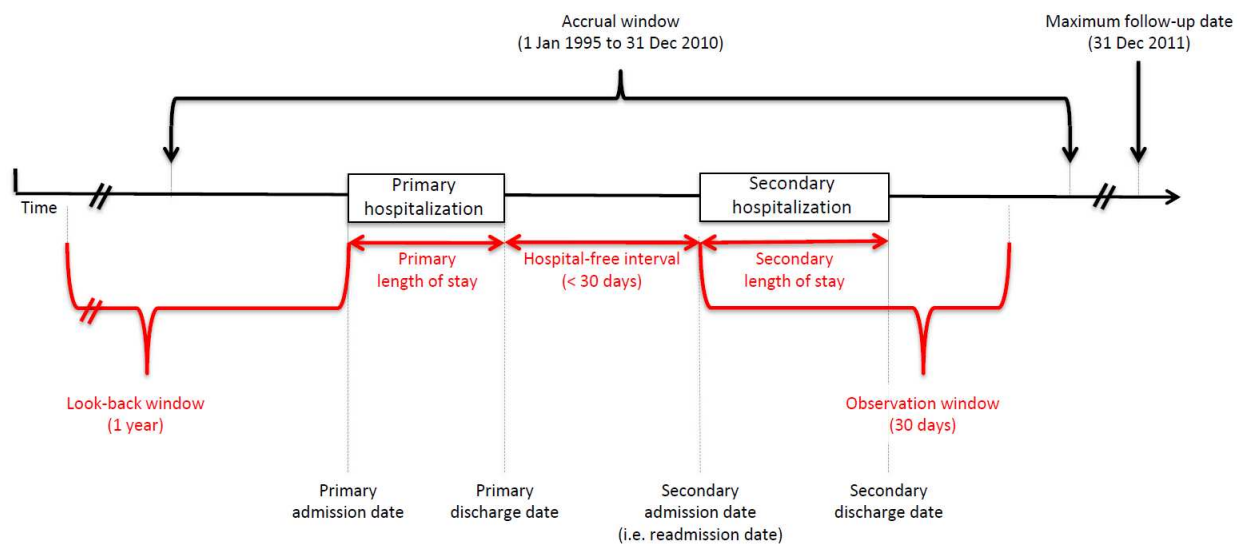 Accrual window
(1 Jan 1995 to 31 Dec 2010)
Maximum follow-up date
(31 Dec 2011)
Time
Primary
hospitalization
Secondary
hospitalization
Primary
length of stay
Hospital-free interval
(< 30 days)
Secondary
length of stay
Look-back window
(1 year)
Observation window
(30 days)
Primary
admission date
Primary
discharge date
Secondary
admission date
(i.e. readmission date)
Secondary
discharge date